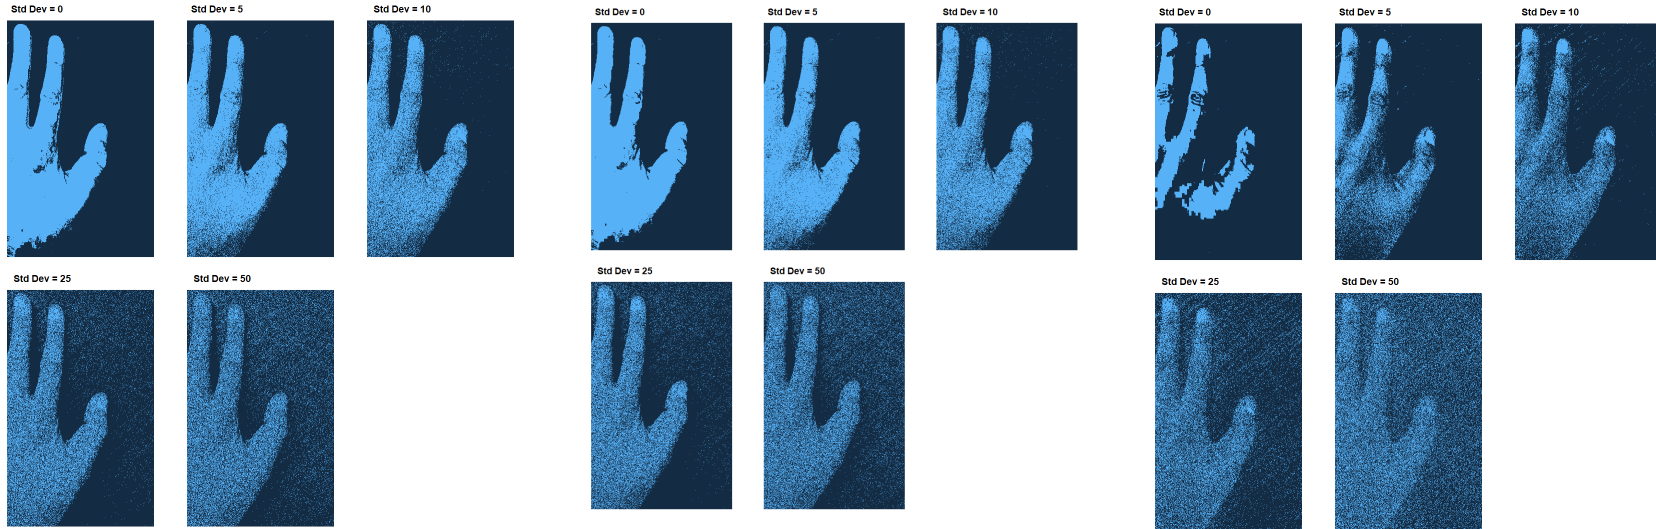 Std Dev = 0
Std Dev = 5
Std Dev = 10
Std Dev = 25
Std Dev = 50
Std Dev = 0
Std Dev = 5
Std Dev = 10
Std Dev = 25
Std Dev = 50
Std Dev = 0
Std Dev = 5
Std Dev = 10
Std Dev = 25
Std Dev = 50